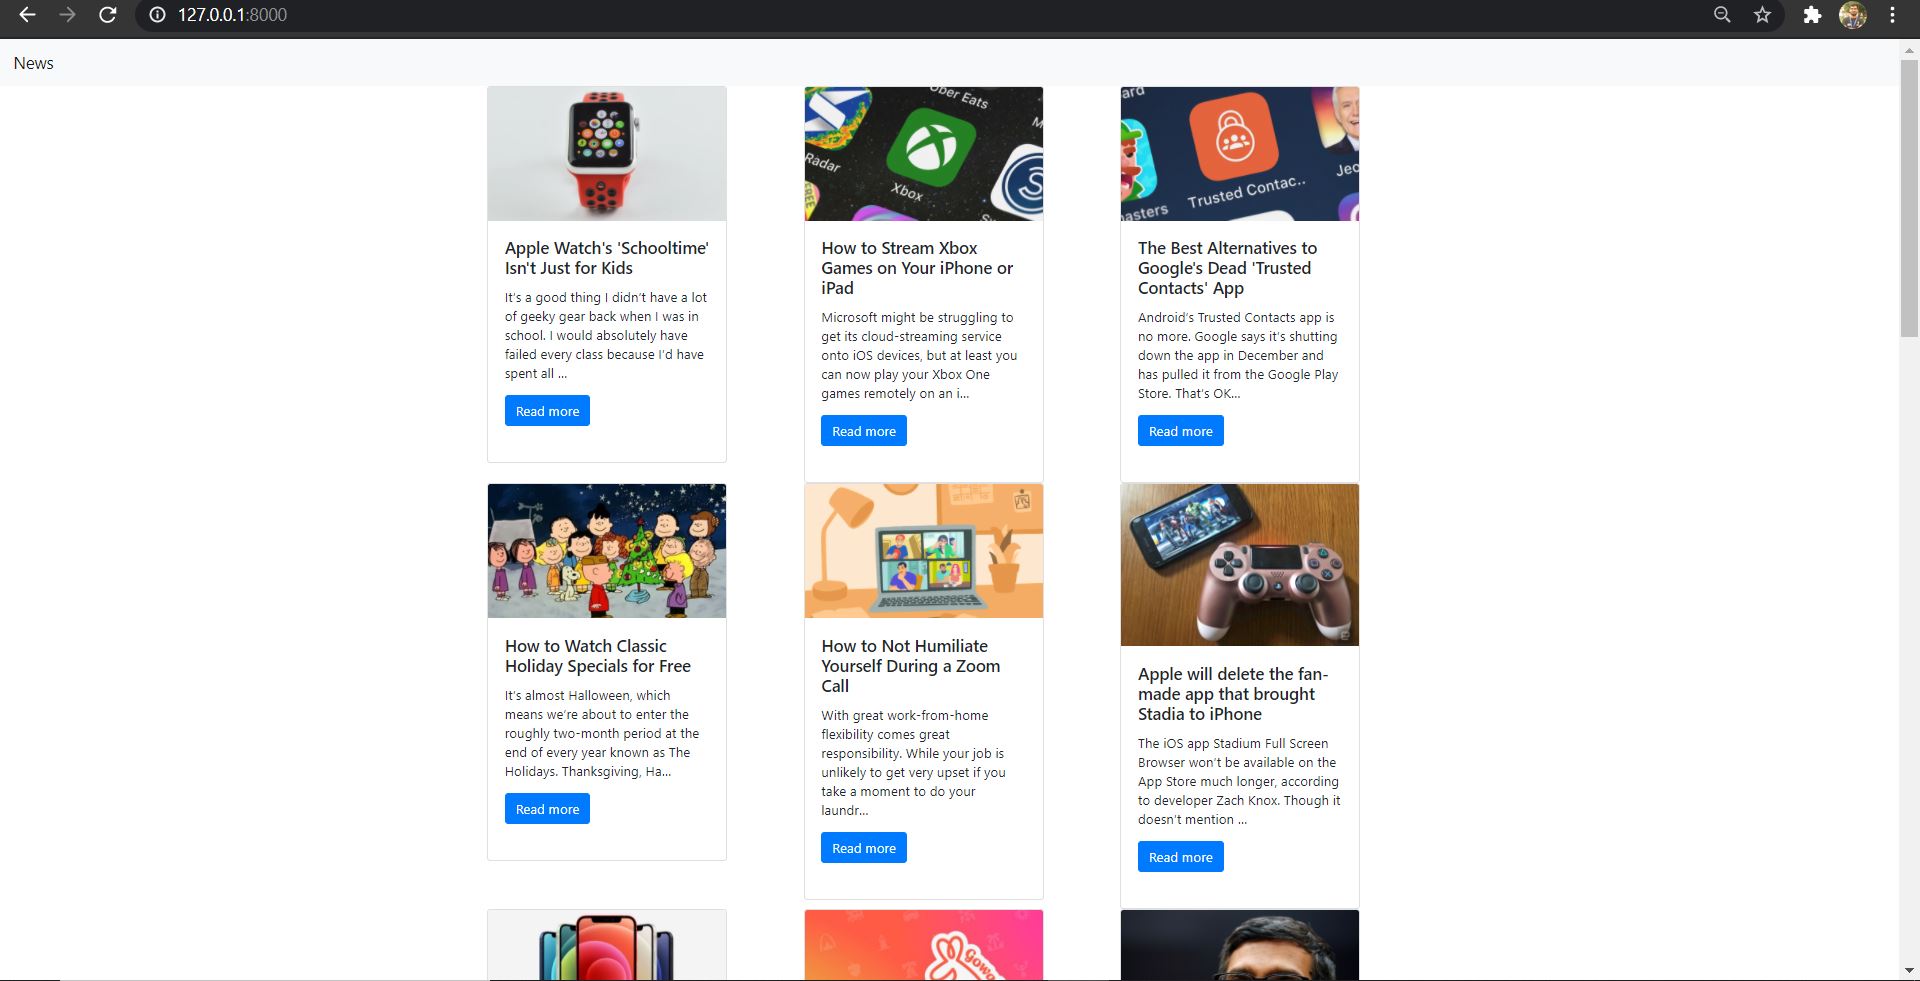 127.0.0.1:8000
News
Uber Eats
Radar
Xbox
FREE
Trusted Contac..
masters
Apple Watch's 'Schooltime'
Isn't Just for Kids
It's a good thing I didn't have a lot
of geeky gear back when I was in
school. I would absolutely have
failed every class because I'd have
spent all ...
Read more
How to Stream Xbox
Games on Your iPhone or
iPad
Microsoft might be struggling to
get its cloud-streaming service
onto iOS devices, but at least you
can now play your Xbox One
games remotely on an i...
Read more
The Best Alternatives to
Google's Dead 'Trusted
Contacts' App
Android's Trusted Contacts app is
no more. Google says it's shutting
down the app in December and
has pulled it from the Google Play
Store. That's OK...
Read more
How to Watch Classic
Holiday Specials for Free
It's almost Halloween, which
means we're about to enter the
roughly two-month period at the
end of every year known as The
Holidays. Thanksgiving, Ha...
Read more
How to Not Humiliate
Yourself During a Zoom
Call
With great work-from-home
flexibility comes great
responsibility. While your job is
unlikely to get very upset if you
take a moment to do your
laundr...
Read more
Apple will delete the fan-
made app that brought
Stadia to iPhone
The iOS app Stadium Full Screen
Browser won't be available on the
App Store much longer, according
to developer Zach Knox. Though it
doesn't mention ...
Read more